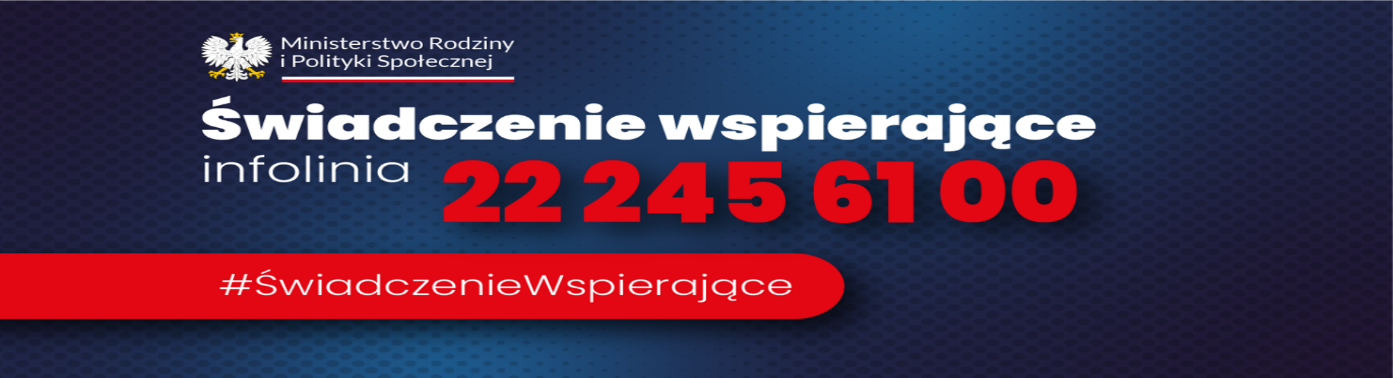 Ministerstwo Rodziny
i Polityki Społecznej
Świadczenie wspierające
infolinia 22 245 61 00
#ŚwiadczenieWspierające